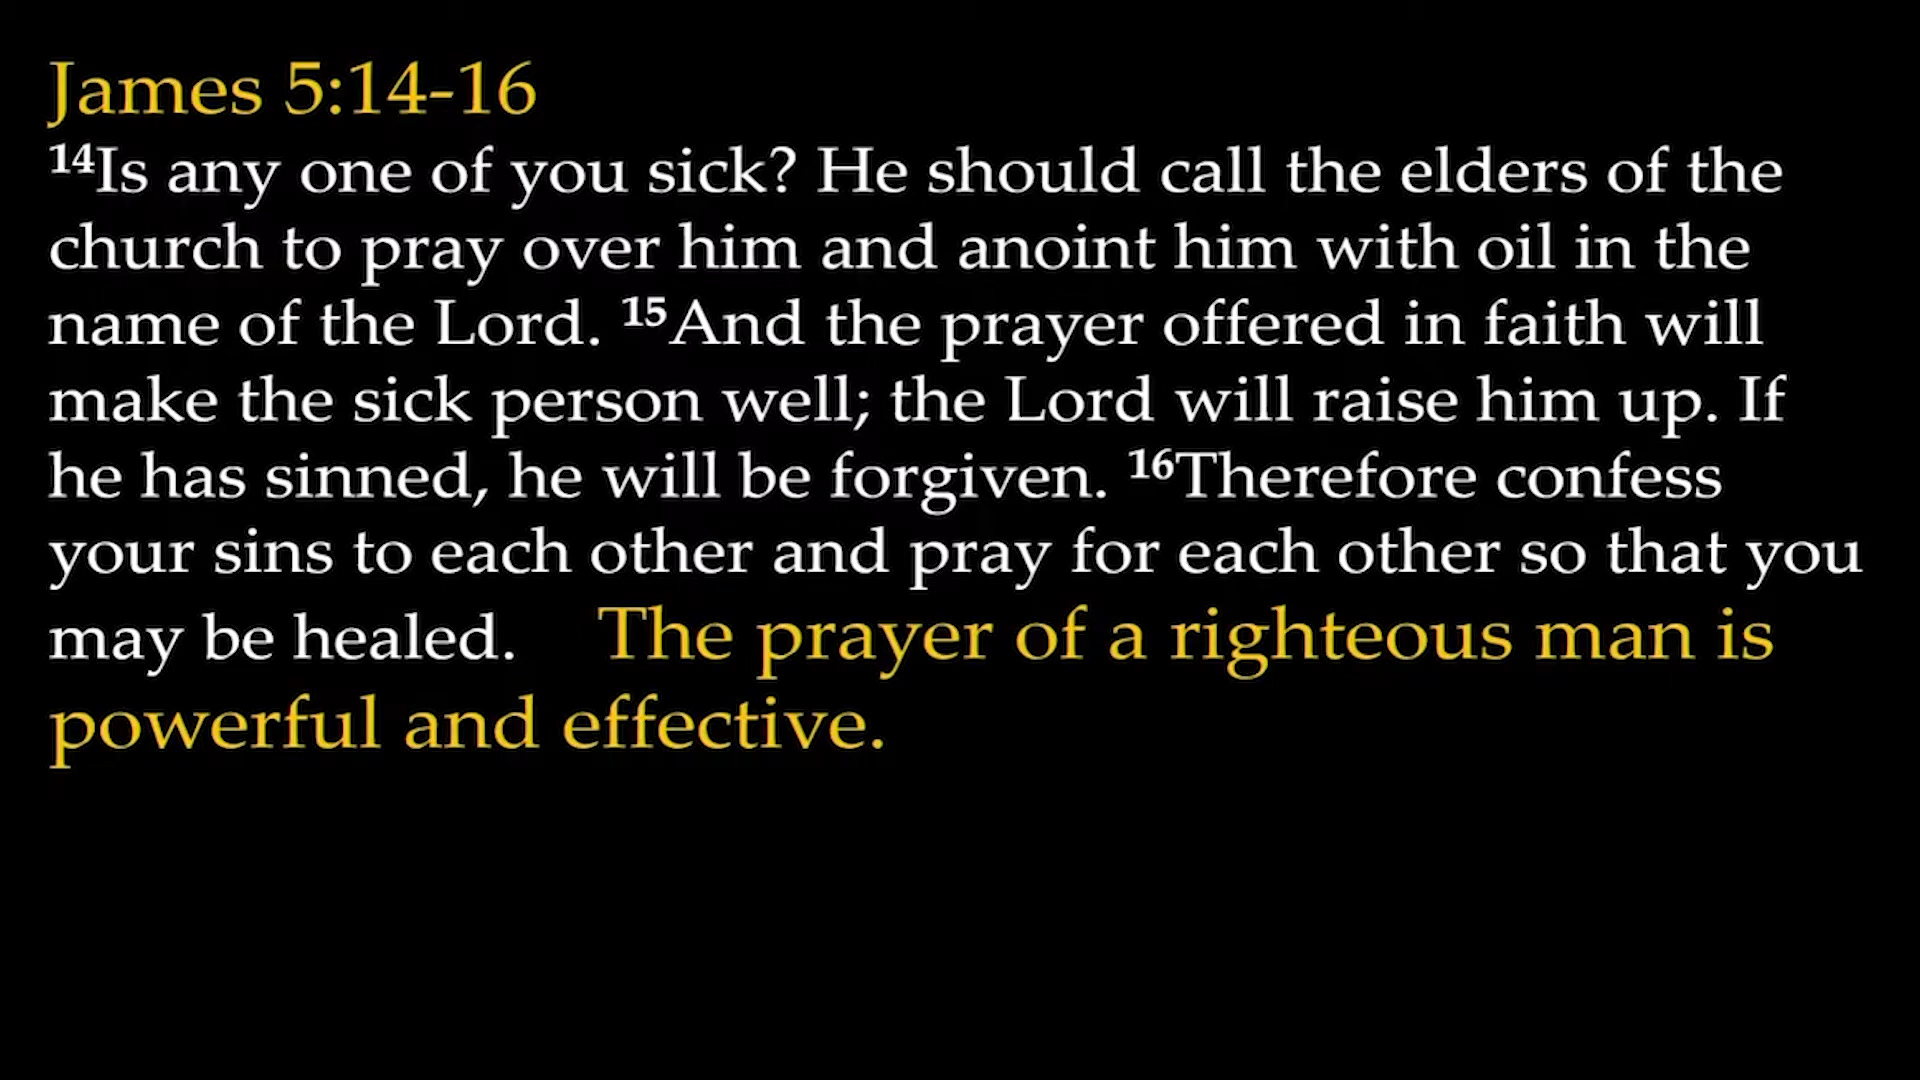 James 5:14-16
¹⁴Is any one of you sick? He should call the elders of the
church to pray over him and anoint him with oil in the
name of the Lord. ¹⁵And the prayer offered in faith will
make the sick person well; the Lord will raise him up. If
he has sinned, he will be forgiven. ¹⁶Therefore confess
your sins to each other and pray for each other so that you
may be healed. The prayer of a righteous man is
powerful and effective.